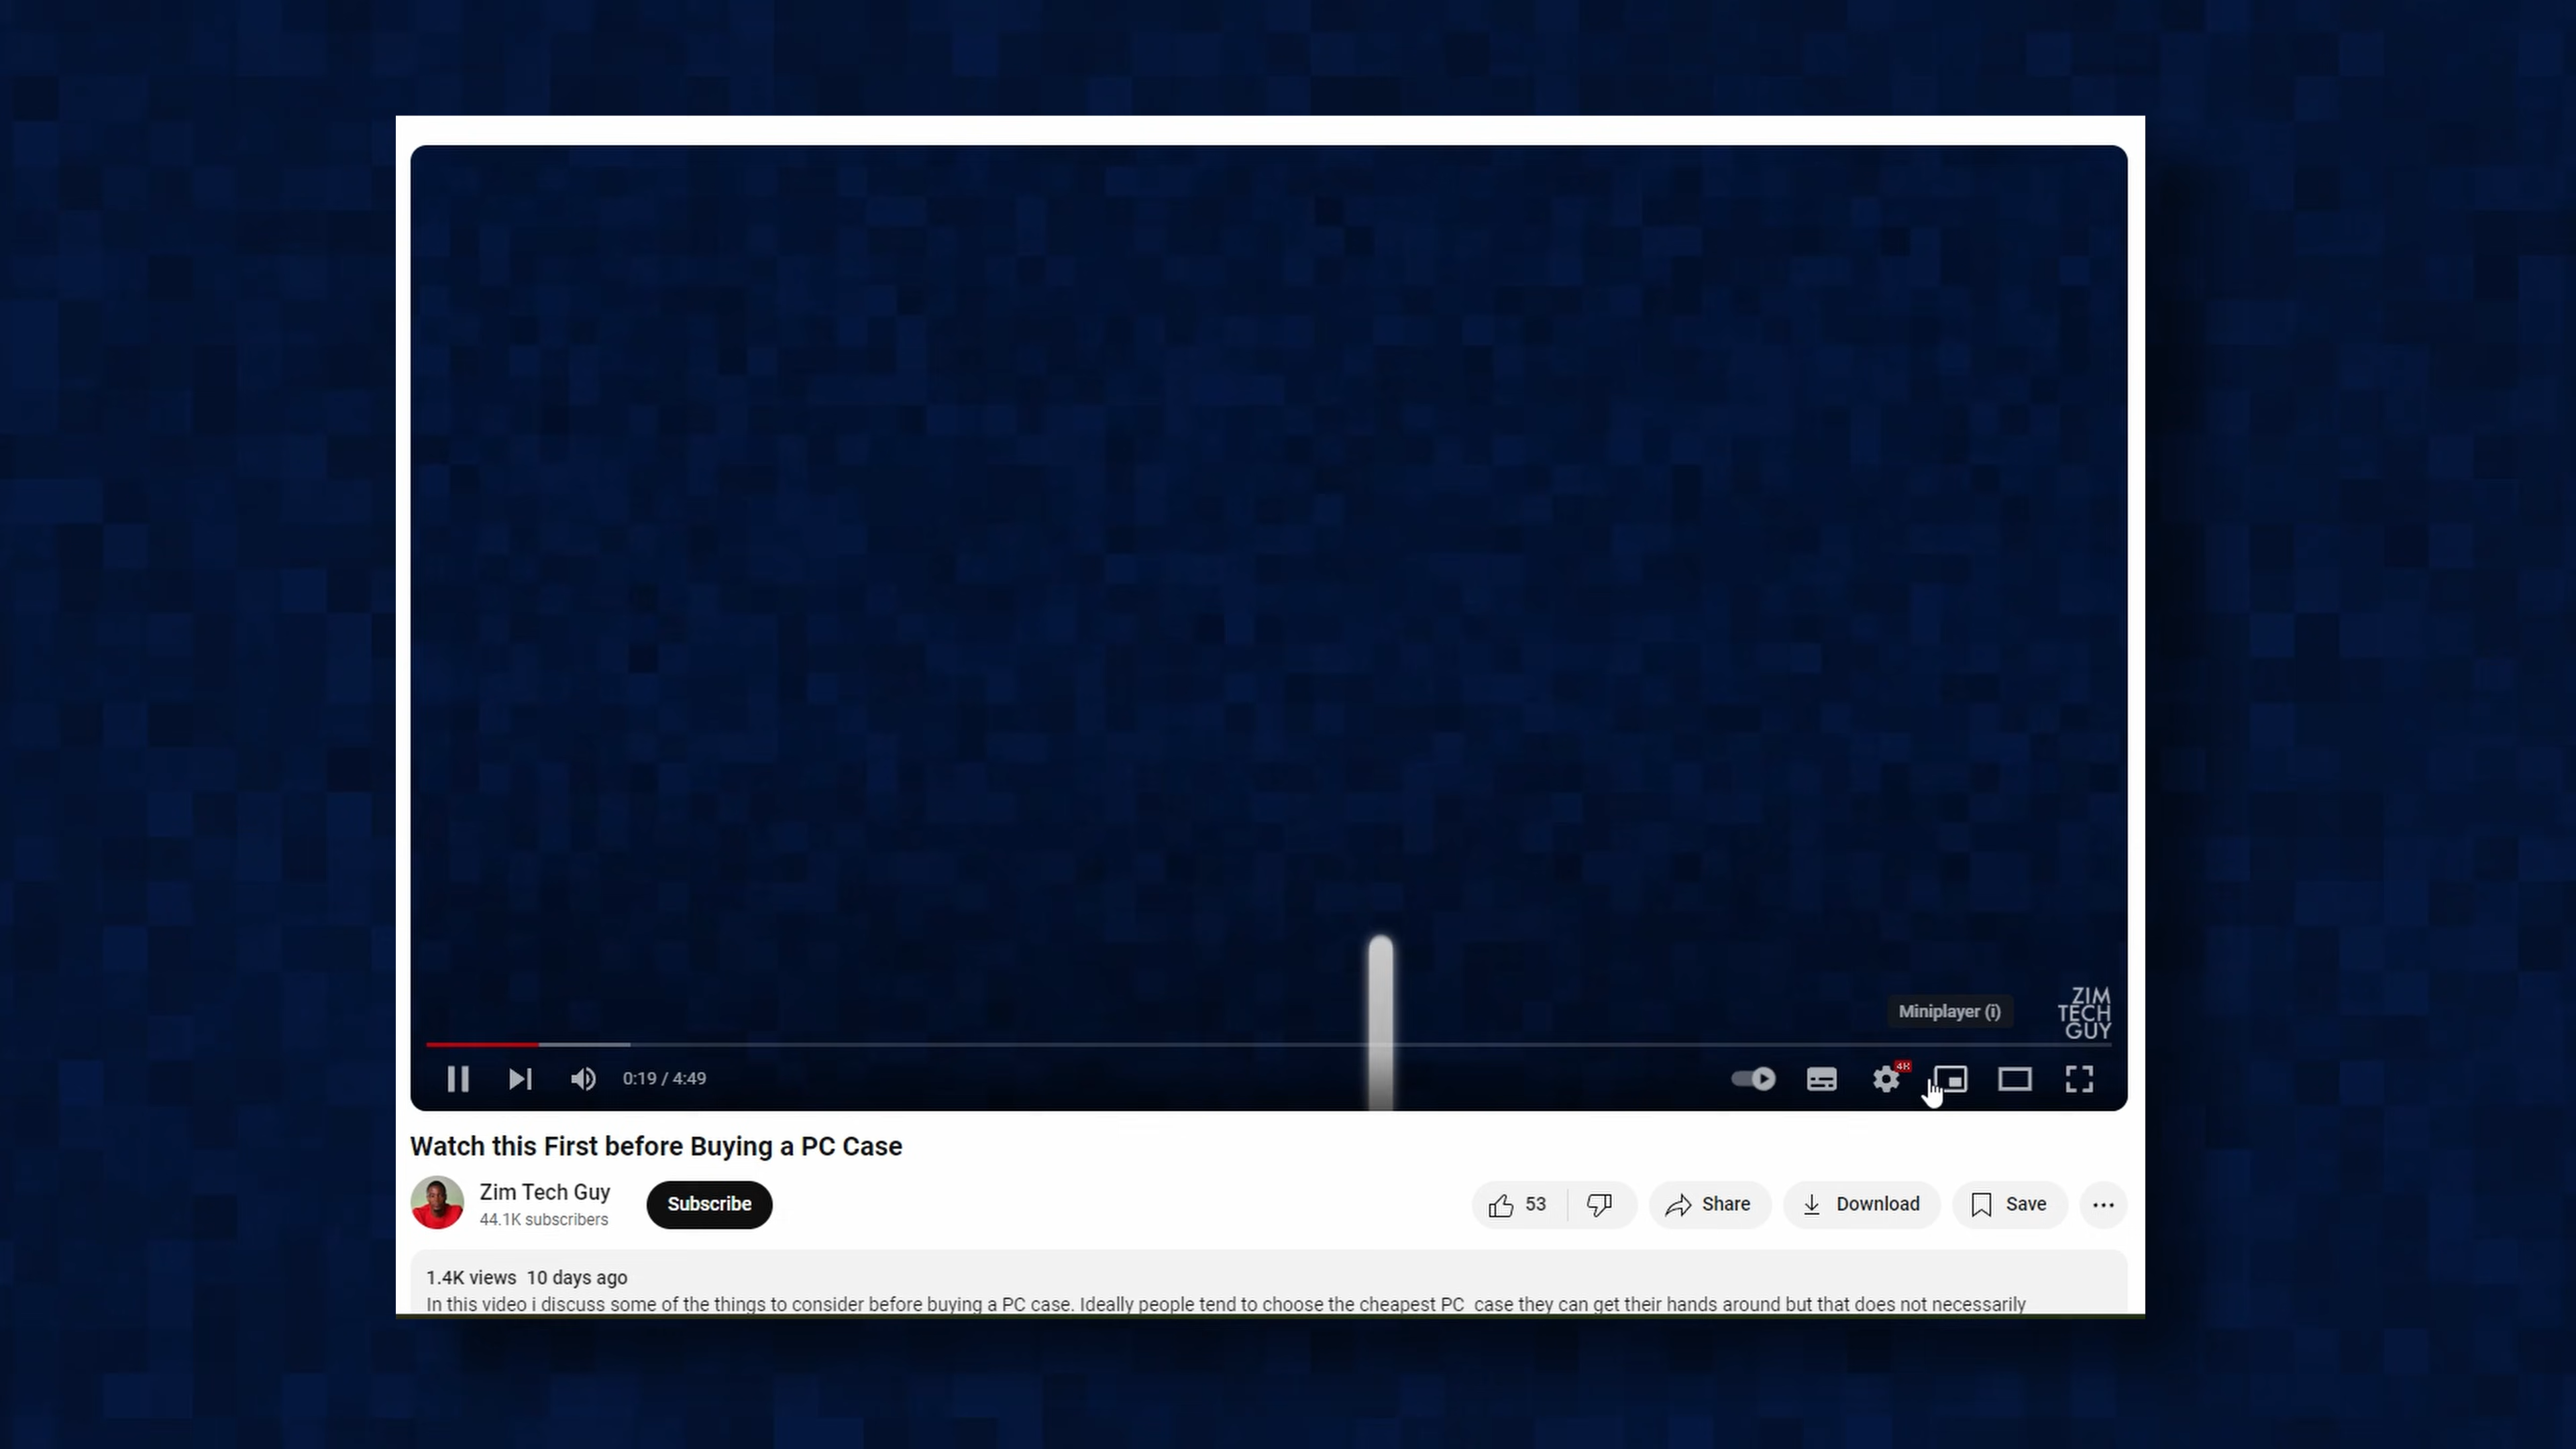 Miniplayer (i)
ZIM
TECH
GUY
0:19 / 4:49
4K
Watch this First before Buying a PC Case
Zim Tech Guy
44.1K subscribers
Subscribe
53
Share
Download
Save
1.4K views 10 days ago
In this video i discuss some of the things to consider before buying a PC case. Ideally people tend to choose the cheapest PC case they can get their hands around but that does not necessarily